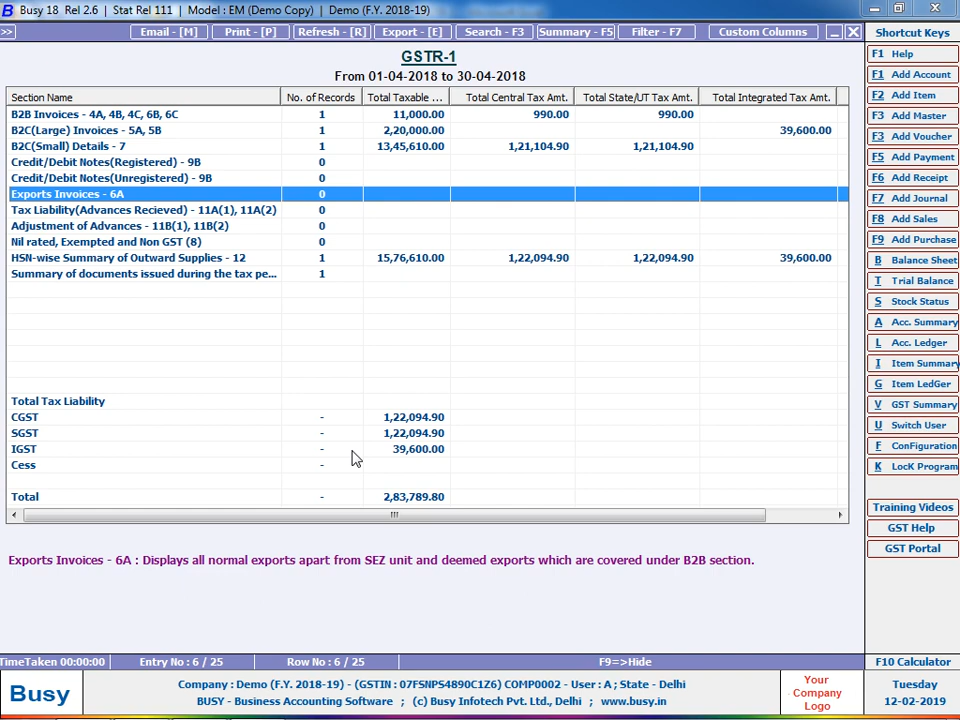 Busy 18 Rel 2.6 | Stat Rel 111 | Model : EM (Demo Copy) | Demo (F.Y. 2018-19)
>> Email - [M] Print - [P] Refresh - [R] Export - [E] Search - F3 Summary - F5 Filter - F7 Custom Columns
GSTR-1
From 01-04-2018 to 30-04-2018
Section Name No. of Records Total Taxable ... Total Central Tax Amt. Total State/UT Tax Amt. Total Integrated Tax Amt.
B2B Invoices - 4A, 4B, 4C, 6B, 6C 1 11,000.00 990.00 990.00
B2C(Large) Invoices - 5A, 5B 1 2,20,000.00 39,600.00
B2C(Small) Details - 7 1 13,45,610.00 1,21,104.90 1,21,104.90
Credit/Debit Notes(Registered) - 9B 0
Credit/Debit Notes(Unregistered) - 9B 0
Exports Invoices - 6A 0
Tax Liability(Advances Recieved) - 11A(1), 11A(2) 0
Adjustment of Advances - 11B(1), 11B(2) 0
Nil rated, Exempted and Non GST (8) 0
HSN-wise Summary of Outward Supplies - 12 1 15,76,610.00 1,22,094.90 1,22,094.90 39,600.00
Summary of documents issued during the tax pe... 1
Total Tax Liability
CGST - 1,22,094.90
SGST - 1,22,094.90
IGST - 39,600.00
Cess -
Total - 2,83,789.80
Exports Invoices - 6A : Displays all normal exports apart from SEZ unit and deemed exports which are covered under B2B section.
Shortcut Keys
F1 Help
F1 Add Account
F2 Add Item
F3 Add Master
F3 Add Voucher
F5 Add Payment
F6 Add Receipt
F7 Add Journal
F8 Add Sales
F9 Add Purchase
B Balance Sheet
T Trial Balance
S Stock Status
A Acc. Summary
L Acc. Ledger
I Item Summary
G Item LedGer
V GST Summary
U Switch User
F ConFiguration
K LocK Program
Training Videos
GST Help
GST Portal
TimeTaken 00:00:00 Entry No : 6 / 25 Row No : 6 / 25 F9=>Hide F10 Calculator
Busy
Company : Demo (F.Y. 2018-19) - (GSTIN : 07FSNPS4890C1Z6) COMP0002 - User : A ; State - Delhi
BUSY - Business Accounting Software ; (c) Busy Infotech Pvt. Ltd., Delhi ; www.busy.in
Your
Company
Logo
Tuesday
12-02-2019